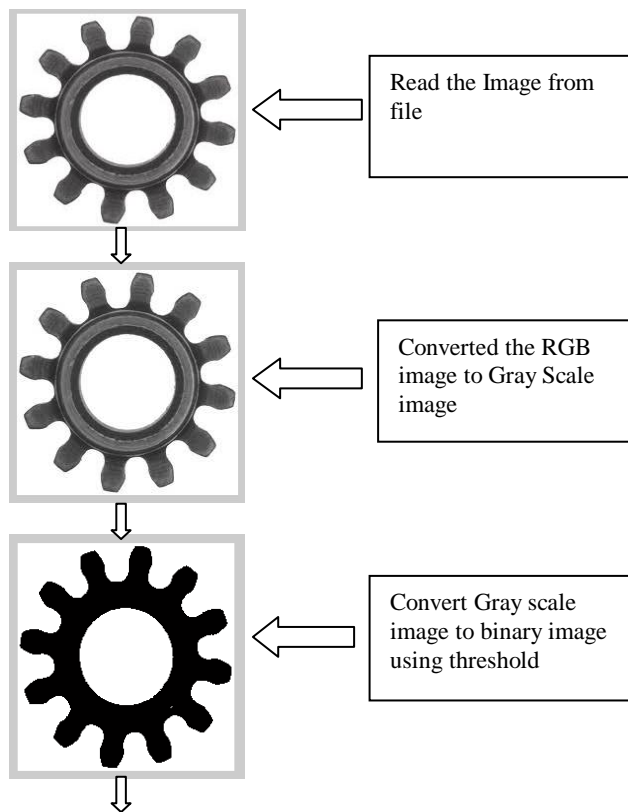 Read the Image from
file
Converted the RGB
image to Gray Scale
image
Convert Gray scale
image to binary image
using threshold